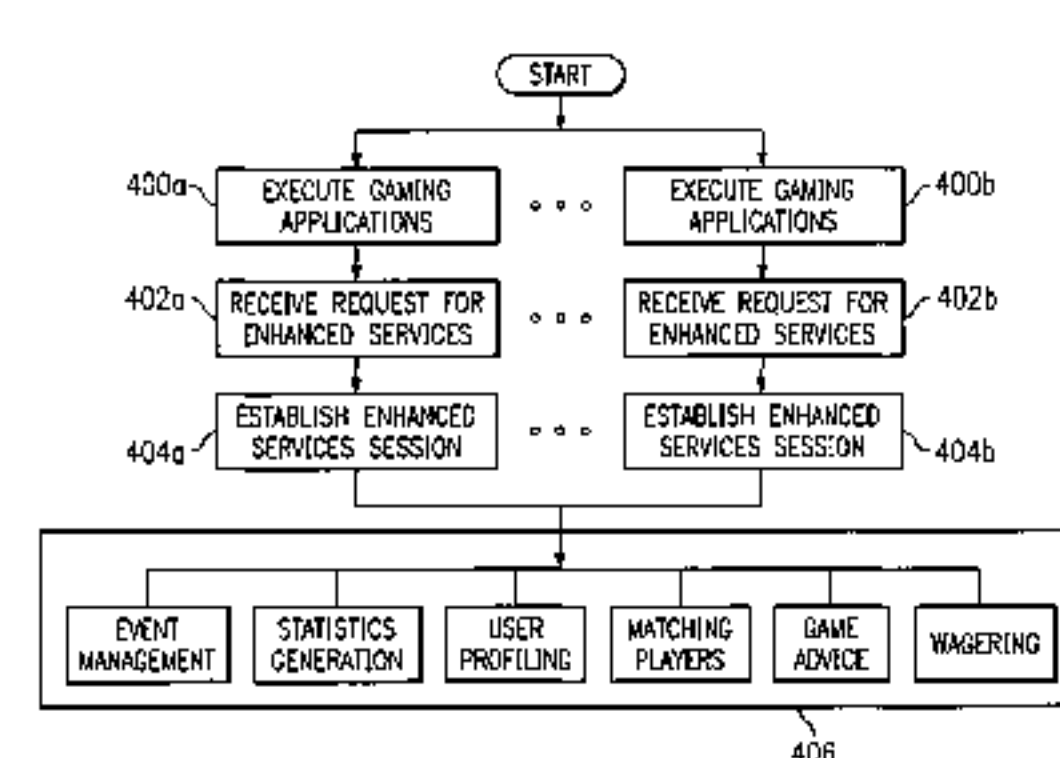 START
400a
EXECUTE GAMING
APPLICATIONS
EXECUTE GAMING
APPLICATIONS
400b
402a
RECEIVE REQUEST FOR
ENHANCED SERVICES
RECEIVE REQUEST FOR
ENHANCED SERVICES
402b
404a
ESTABLISH ENHANCED
SERVICES SESSION
ESTABLISH ENHANCED
SERVICES SESSION
404b
EVENT
MANAGEMENT
STATISTICS
GENERATION
USER
PROFILING
MATCHING
PLAYERS
GAME
ADVICE
WAGERING
406